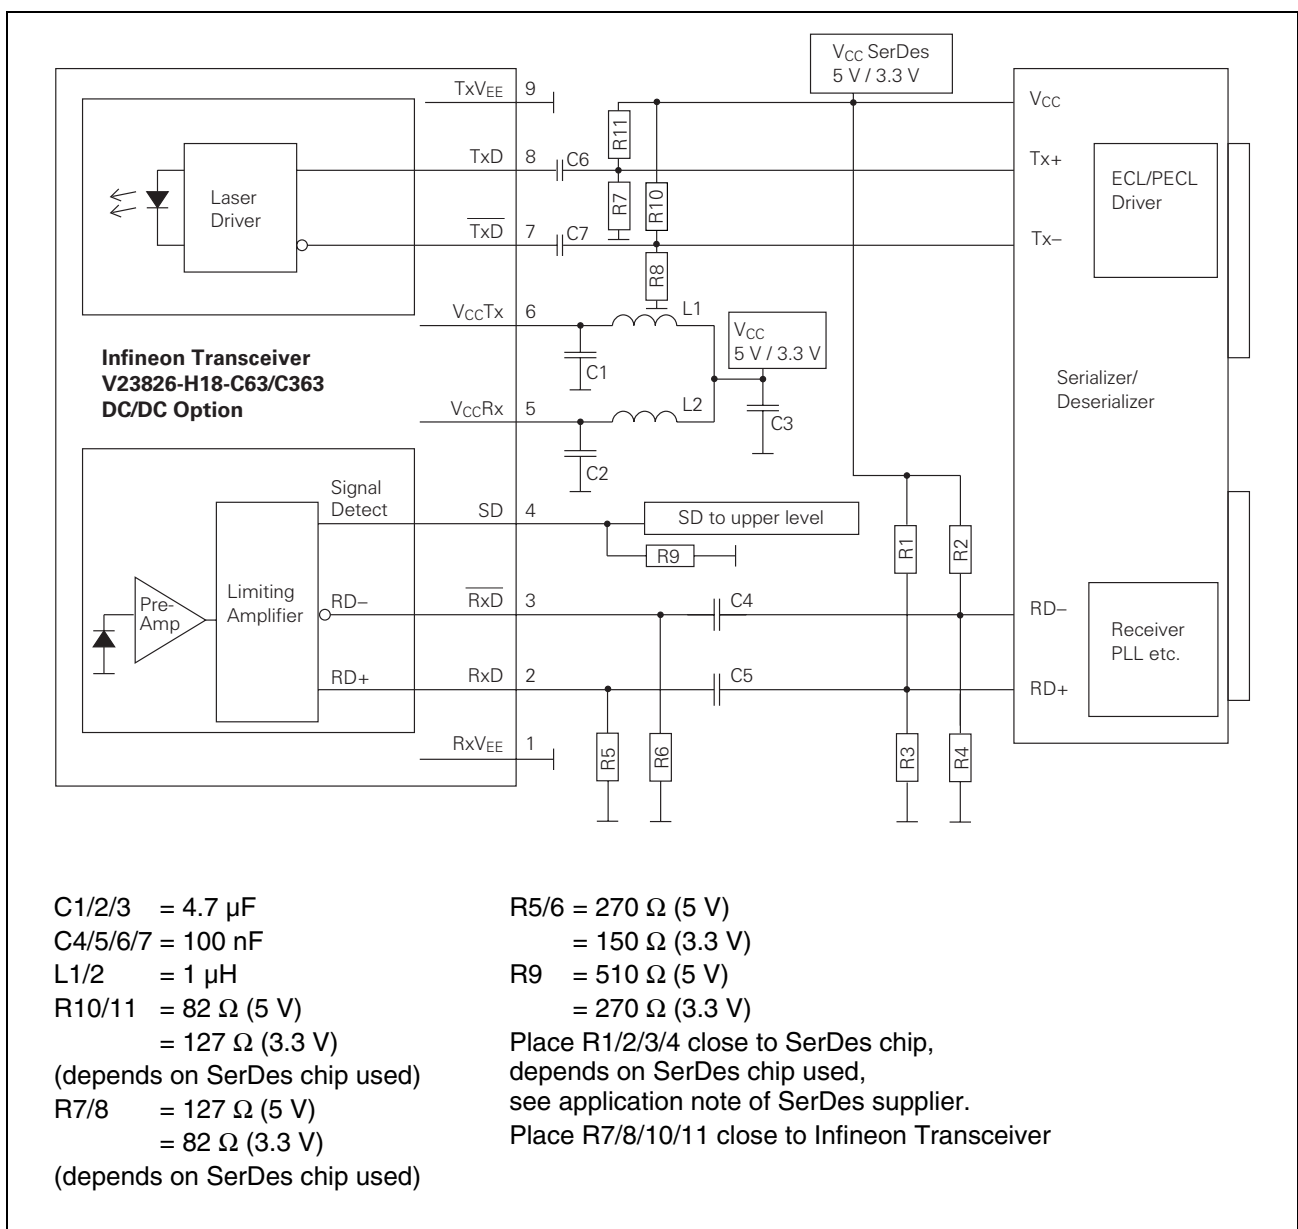 V_CC SerDes
5 V / 3.3 V
TxV_EE 9
V_CC
R11
TxD 8 C6
Tx+
Laser
Driver
R7
R10
ECL/PECL
Driver
T̅x̅D̅ 7 C7
Tx–
R8
V_CCTx 6 L1
V_CC
5 V / 3.3 V
C1
Infineon Transceiver
V23826-H18-C63/C363
DC/DC Option
Serializer/
Deserializer
V_CCRx 5 L2
C3
C2
Signal
Detect
SD 4
SD to upper level
R9
R1
R2
Pre-
Amp
Limiting
Amplifier
RD–
R̅x̅D̅ 3 C4
RD–
Receiver
PLL etc.
RD+
RxD 2 C5
RD+
RxV_EE 1
R5
R6
R3
R4
C1/2/3 = 4.7 µF
C4/5/6/7 = 100 nF
L1/2 = 1 µH
R10/11 = 82 Ω (5 V)
= 127 Ω (3.3 V)
(depends on SerDes chip used)
R7/8 = 127 Ω (5 V)
= 82 Ω (3.3 V)
(depends on SerDes chip used)
R5/6 = 270 Ω (5 V)
= 150 Ω (3.3 V)
R9 = 510 Ω (5 V)
= 270 Ω (3.3 V)
Place R1/2/3/4 close to SerDes chip,
depends on SerDes chip used,
see application note of SerDes supplier.
Place R7/8/10/11 close to Infineon Transceiver